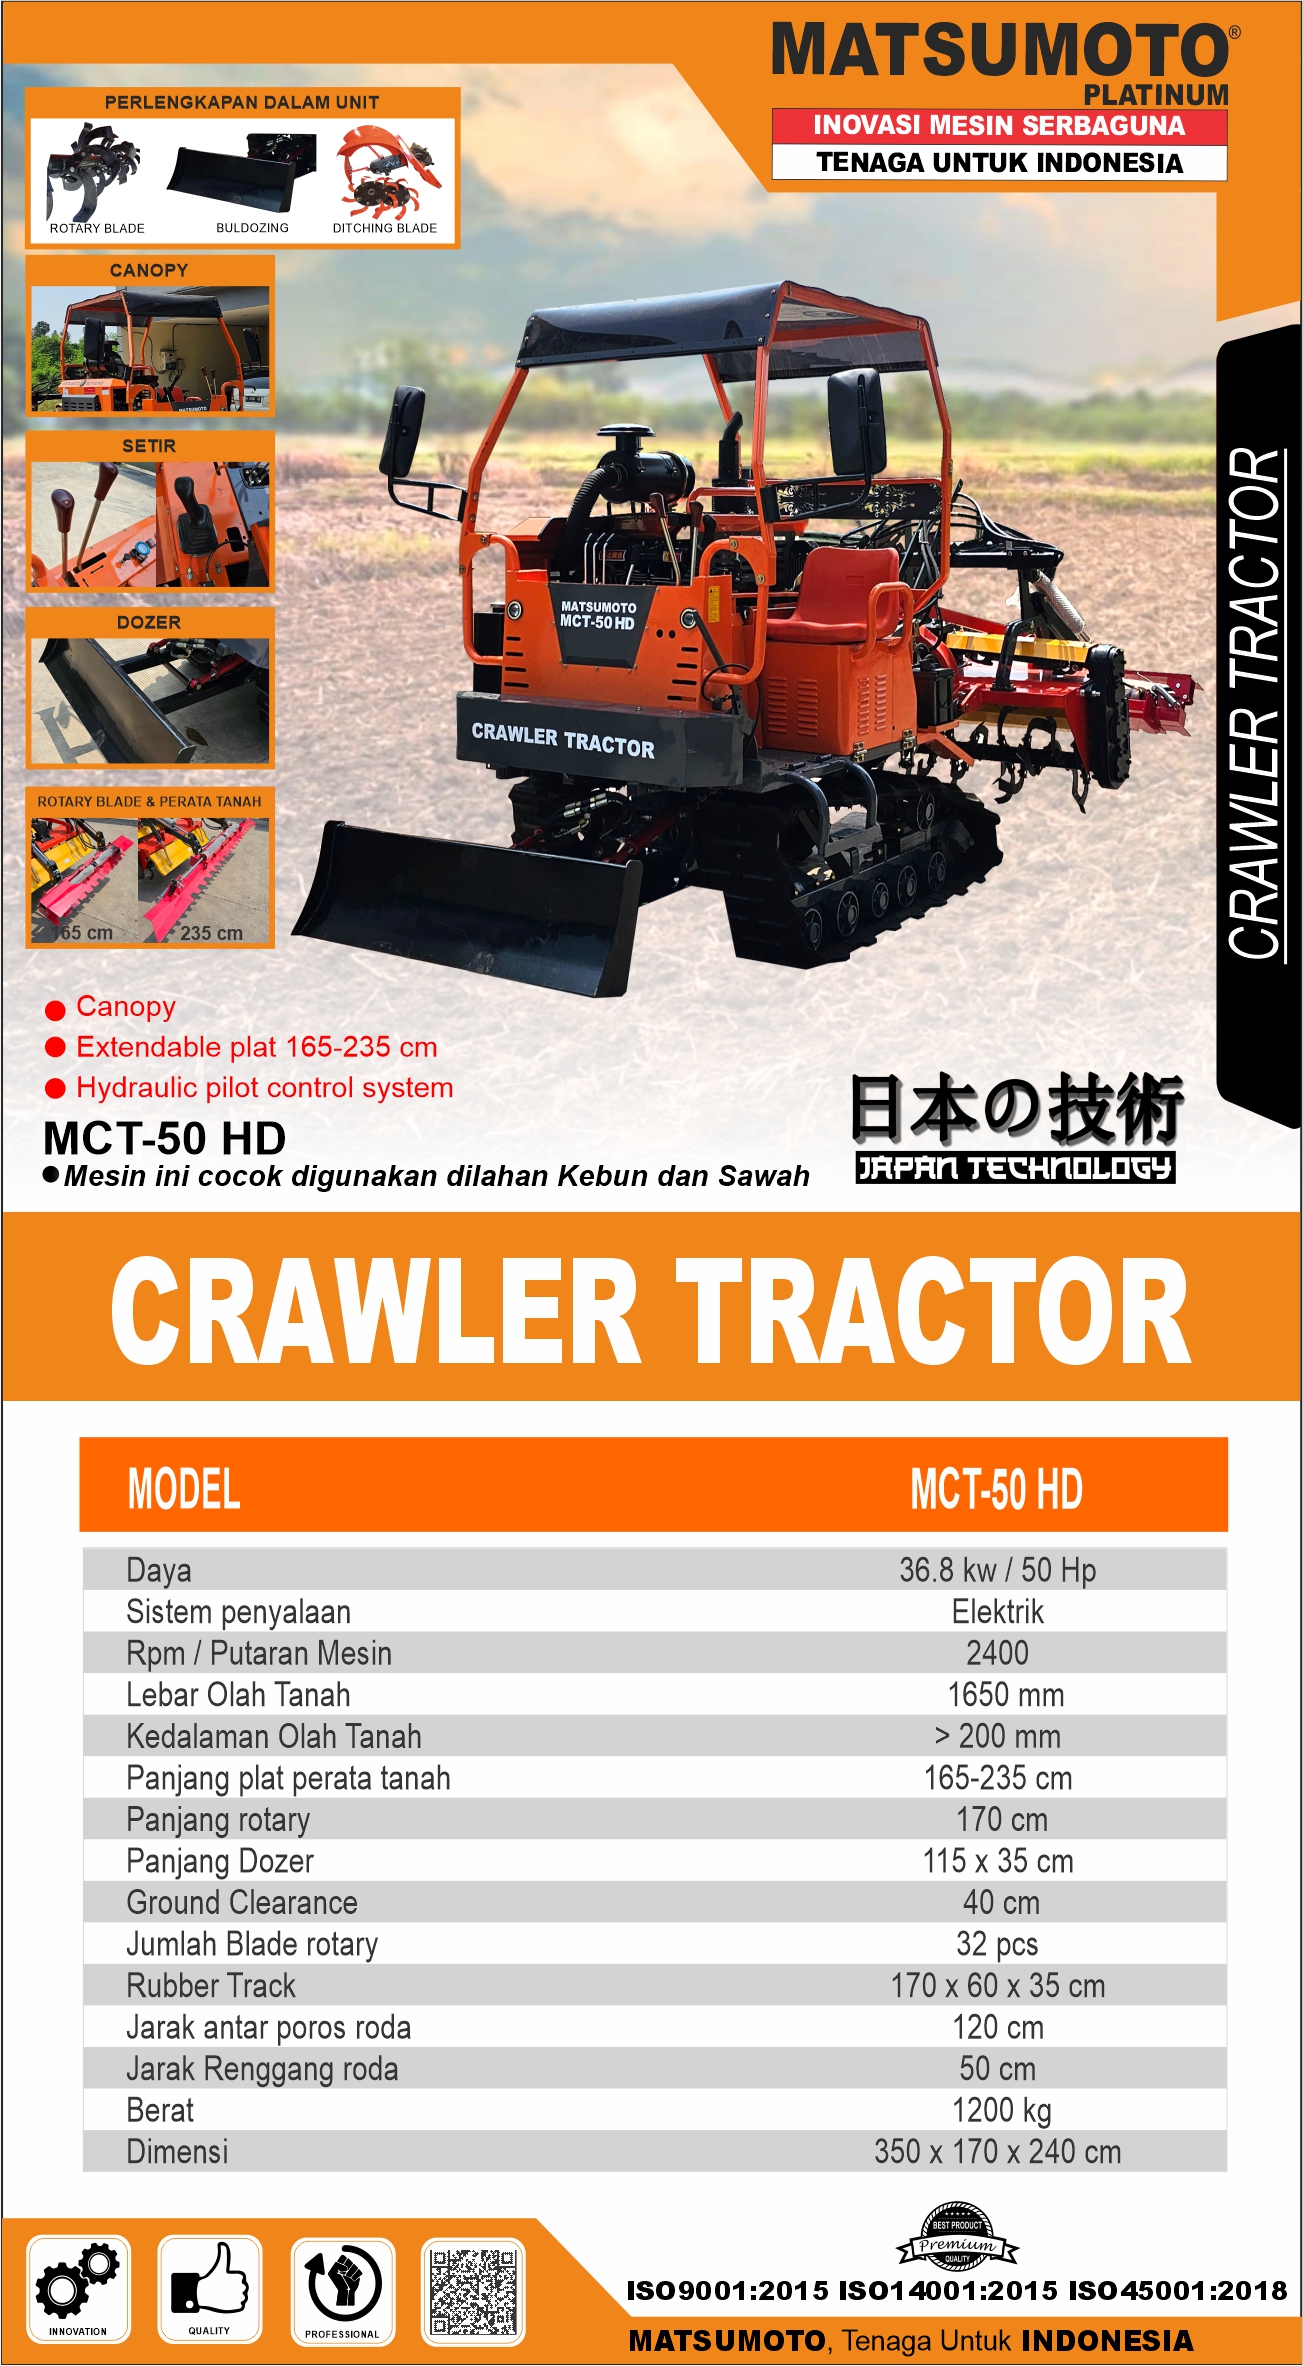 MATSUMOTO®
PLATINUM
INOVASI MESIN SERBAGUNA
TENAGA UNTUK INDONESIA
PERLENGKAPAN DALAM UNIT
ROTARY BLADE
BULDOZING
DITCHING BLADE
CANOPY
MATSUMOTO
SETIR
DOZER
ROTARY BLADE & PERATA TANAH
165 cm
235 cm
MATSUMOTO
MCT-50 HD
CRAWLER TRACTOR
CRAWLER TRACTOR
● Canopy
● Extendable plat 165-235 cm
● Hydraulic pilot control system
MCT-50 HD
● Mesin ini cocok digunakan dilahan Kebun dan Sawah
日本の技術
JAPAN TECHNOLOGY
CRAWLER TRACTOR
MODEL MCT-50 HD
Daya 36.8 kw / 50 Hp
Sistem penyalaan Elektrik
Rpm / Putaran Mesin 2400
Lebar Olah Tanah 1650 mm
Kedalaman Olah Tanah > 200 mm
Panjang plat perata tanah 165-235 cm
Panjang rotary 170 cm
Panjang Dozer 115 x 35 cm
Ground Clearance 40 cm
Jumlah Blade rotary 32 pcs
Rubber Track 170 x 60 x 35 cm
Jarak antar poros roda 120 cm
Jarak Renggang roda 50 cm
Berat 1200 kg
Dimensi 350 x 170 x 240 cm
INNOVATION
QUALITY
PROFESSIONAL
BEST PRODUCT
Premium
QUALITY
ISO9001:2015 ISO14001:2015 ISO45001:2018
MATSUMOTO, Tenaga Untuk INDONESIA